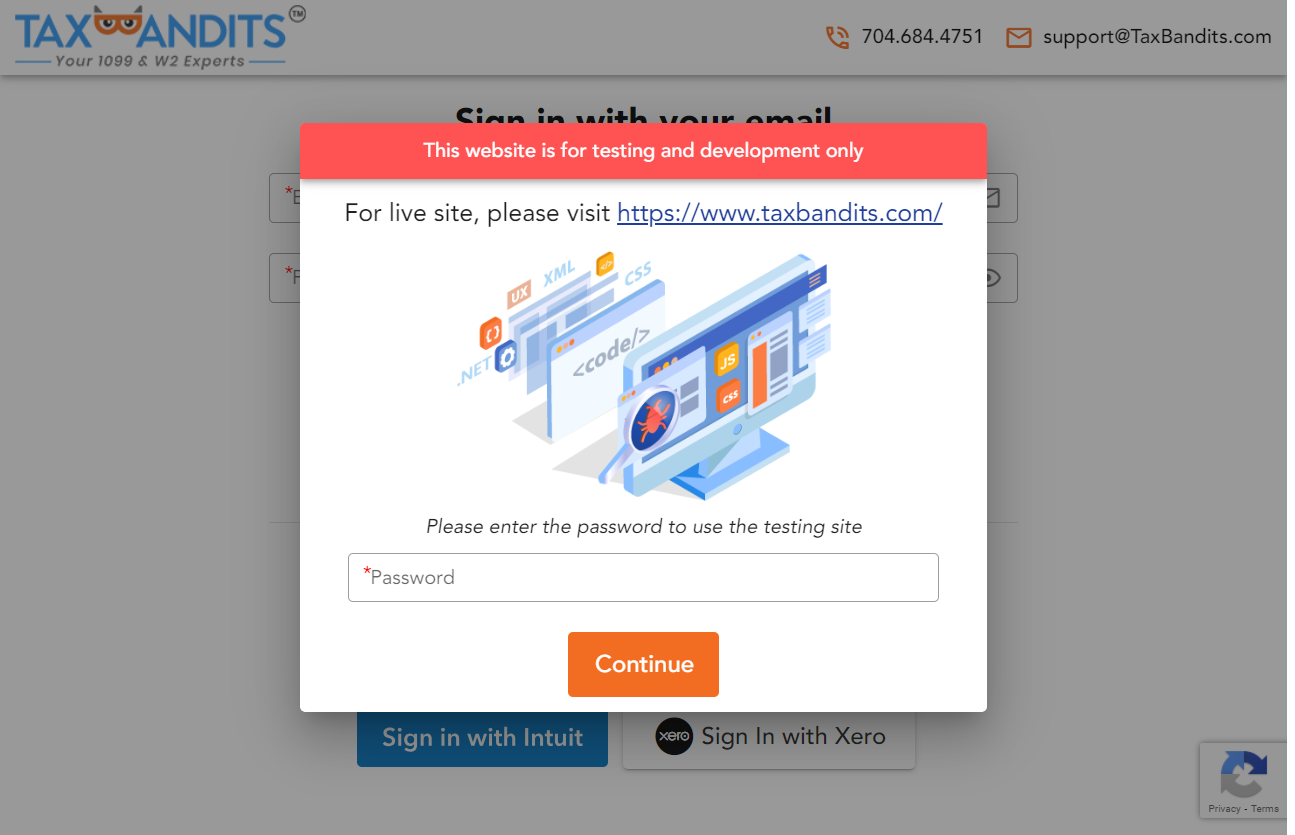 TAXBANDITS TM
Your 1099 & W2 Experts
704.684.4751 support@TaxBandits.com
Sign in with your email
This website is for testing and development only
For live site, please visit https://www.taxbandits.com/
XML
</>
CSS
UX
{}
.NET
<code/>
JS
CSS
Please enter the password to use the testing site
*Password
Continue
Sign in with Intuit
xero Sign In with Xero
Privacy - Terms